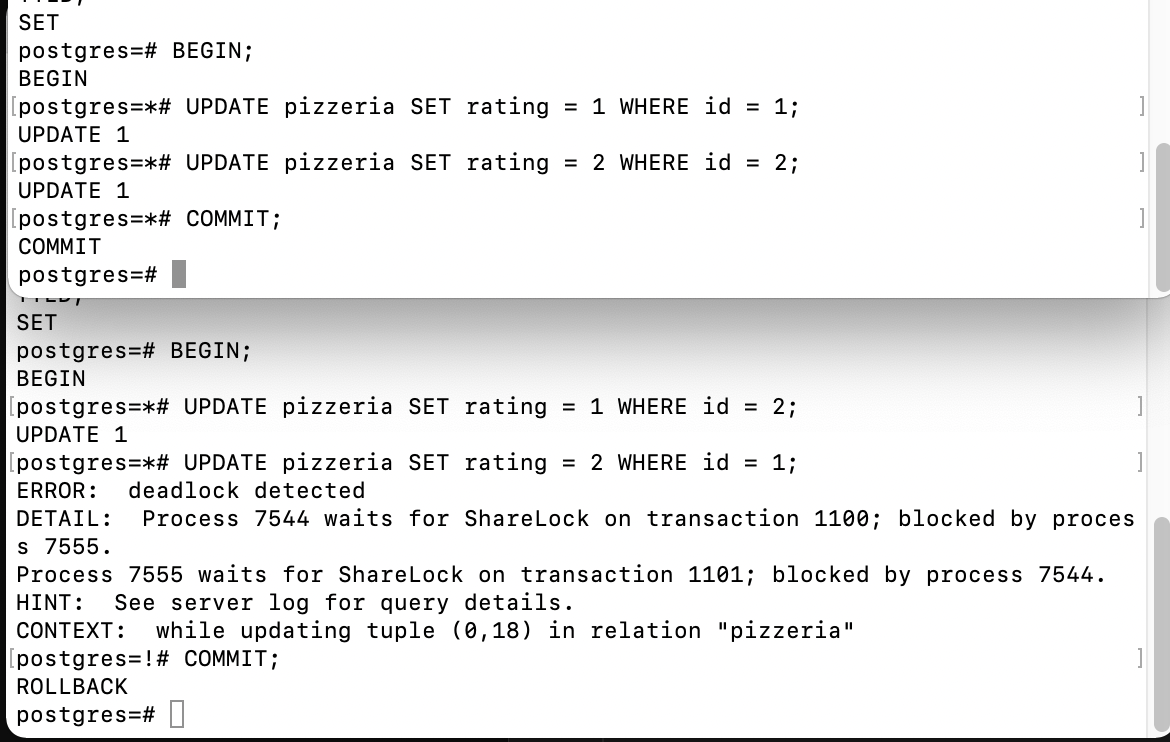 SET
postgres=# BEGIN;
BEGIN
[postgres=*# UPDATE pizzeria SET rating = 1 WHERE id = 1; ]
UPDATE 1
[postgres=*# UPDATE pizzeria SET rating = 2 WHERE id = 2; ]
UPDATE 1
[postgres=*# COMMIT; ]
COMMIT
postgres=#
SET
postgres=# BEGIN;
BEGIN
[postgres=*# UPDATE pizzeria SET rating = 1 WHERE id = 2; ]
UPDATE 1
[postgres=*# UPDATE pizzeria SET rating = 2 WHERE id = 1; ]
ERROR:  deadlock detected
DETAIL:  Process 7544 waits for ShareLock on transaction 1100; blocked by proces
s 7555.
Process 7555 waits for ShareLock on transaction 1101; blocked by process 7544.
HINT:  See server log for query details.
CONTEXT:  while updating tuple (0,18) in relation "pizzeria"
[postgres=!# COMMIT; ]
ROLLBACK
postgres=#